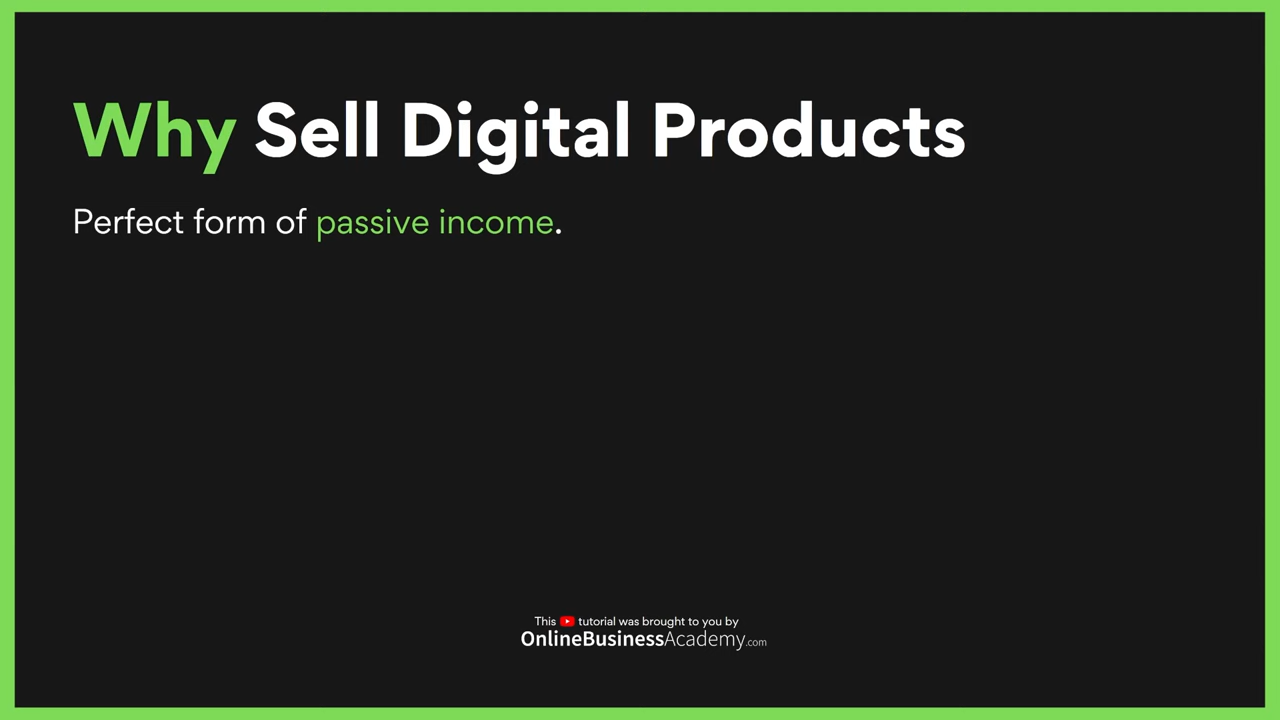 Why Sell Digital Products
Perfect form of passive income.
This tutorial was brought to you by
OnlineBusinessAcademy.com